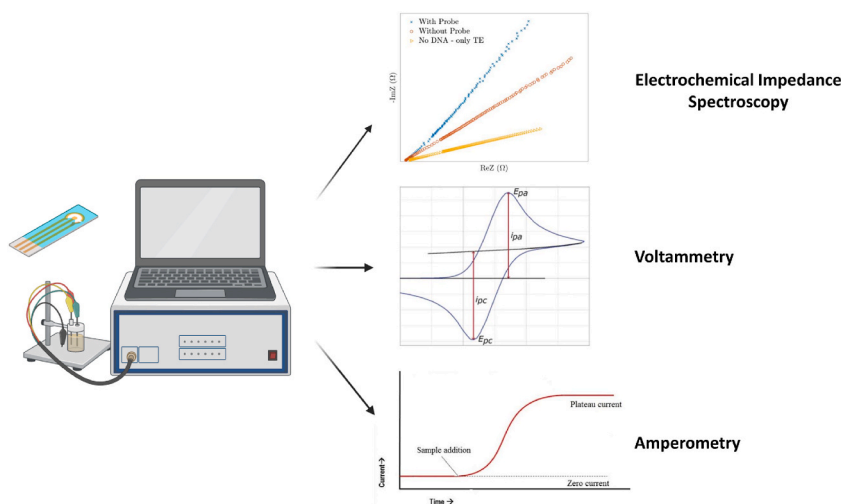 With Probe
Without Probe
No DNA - only TE
-ImZ (Ω)
ReZ (Ω)
Electrochemical Impedance
Spectroscopy
Epa
ipa
ipc
Epc
Voltammetry
Plateau current
Sample addition
Zero current
Current→
Time →
Amperometry